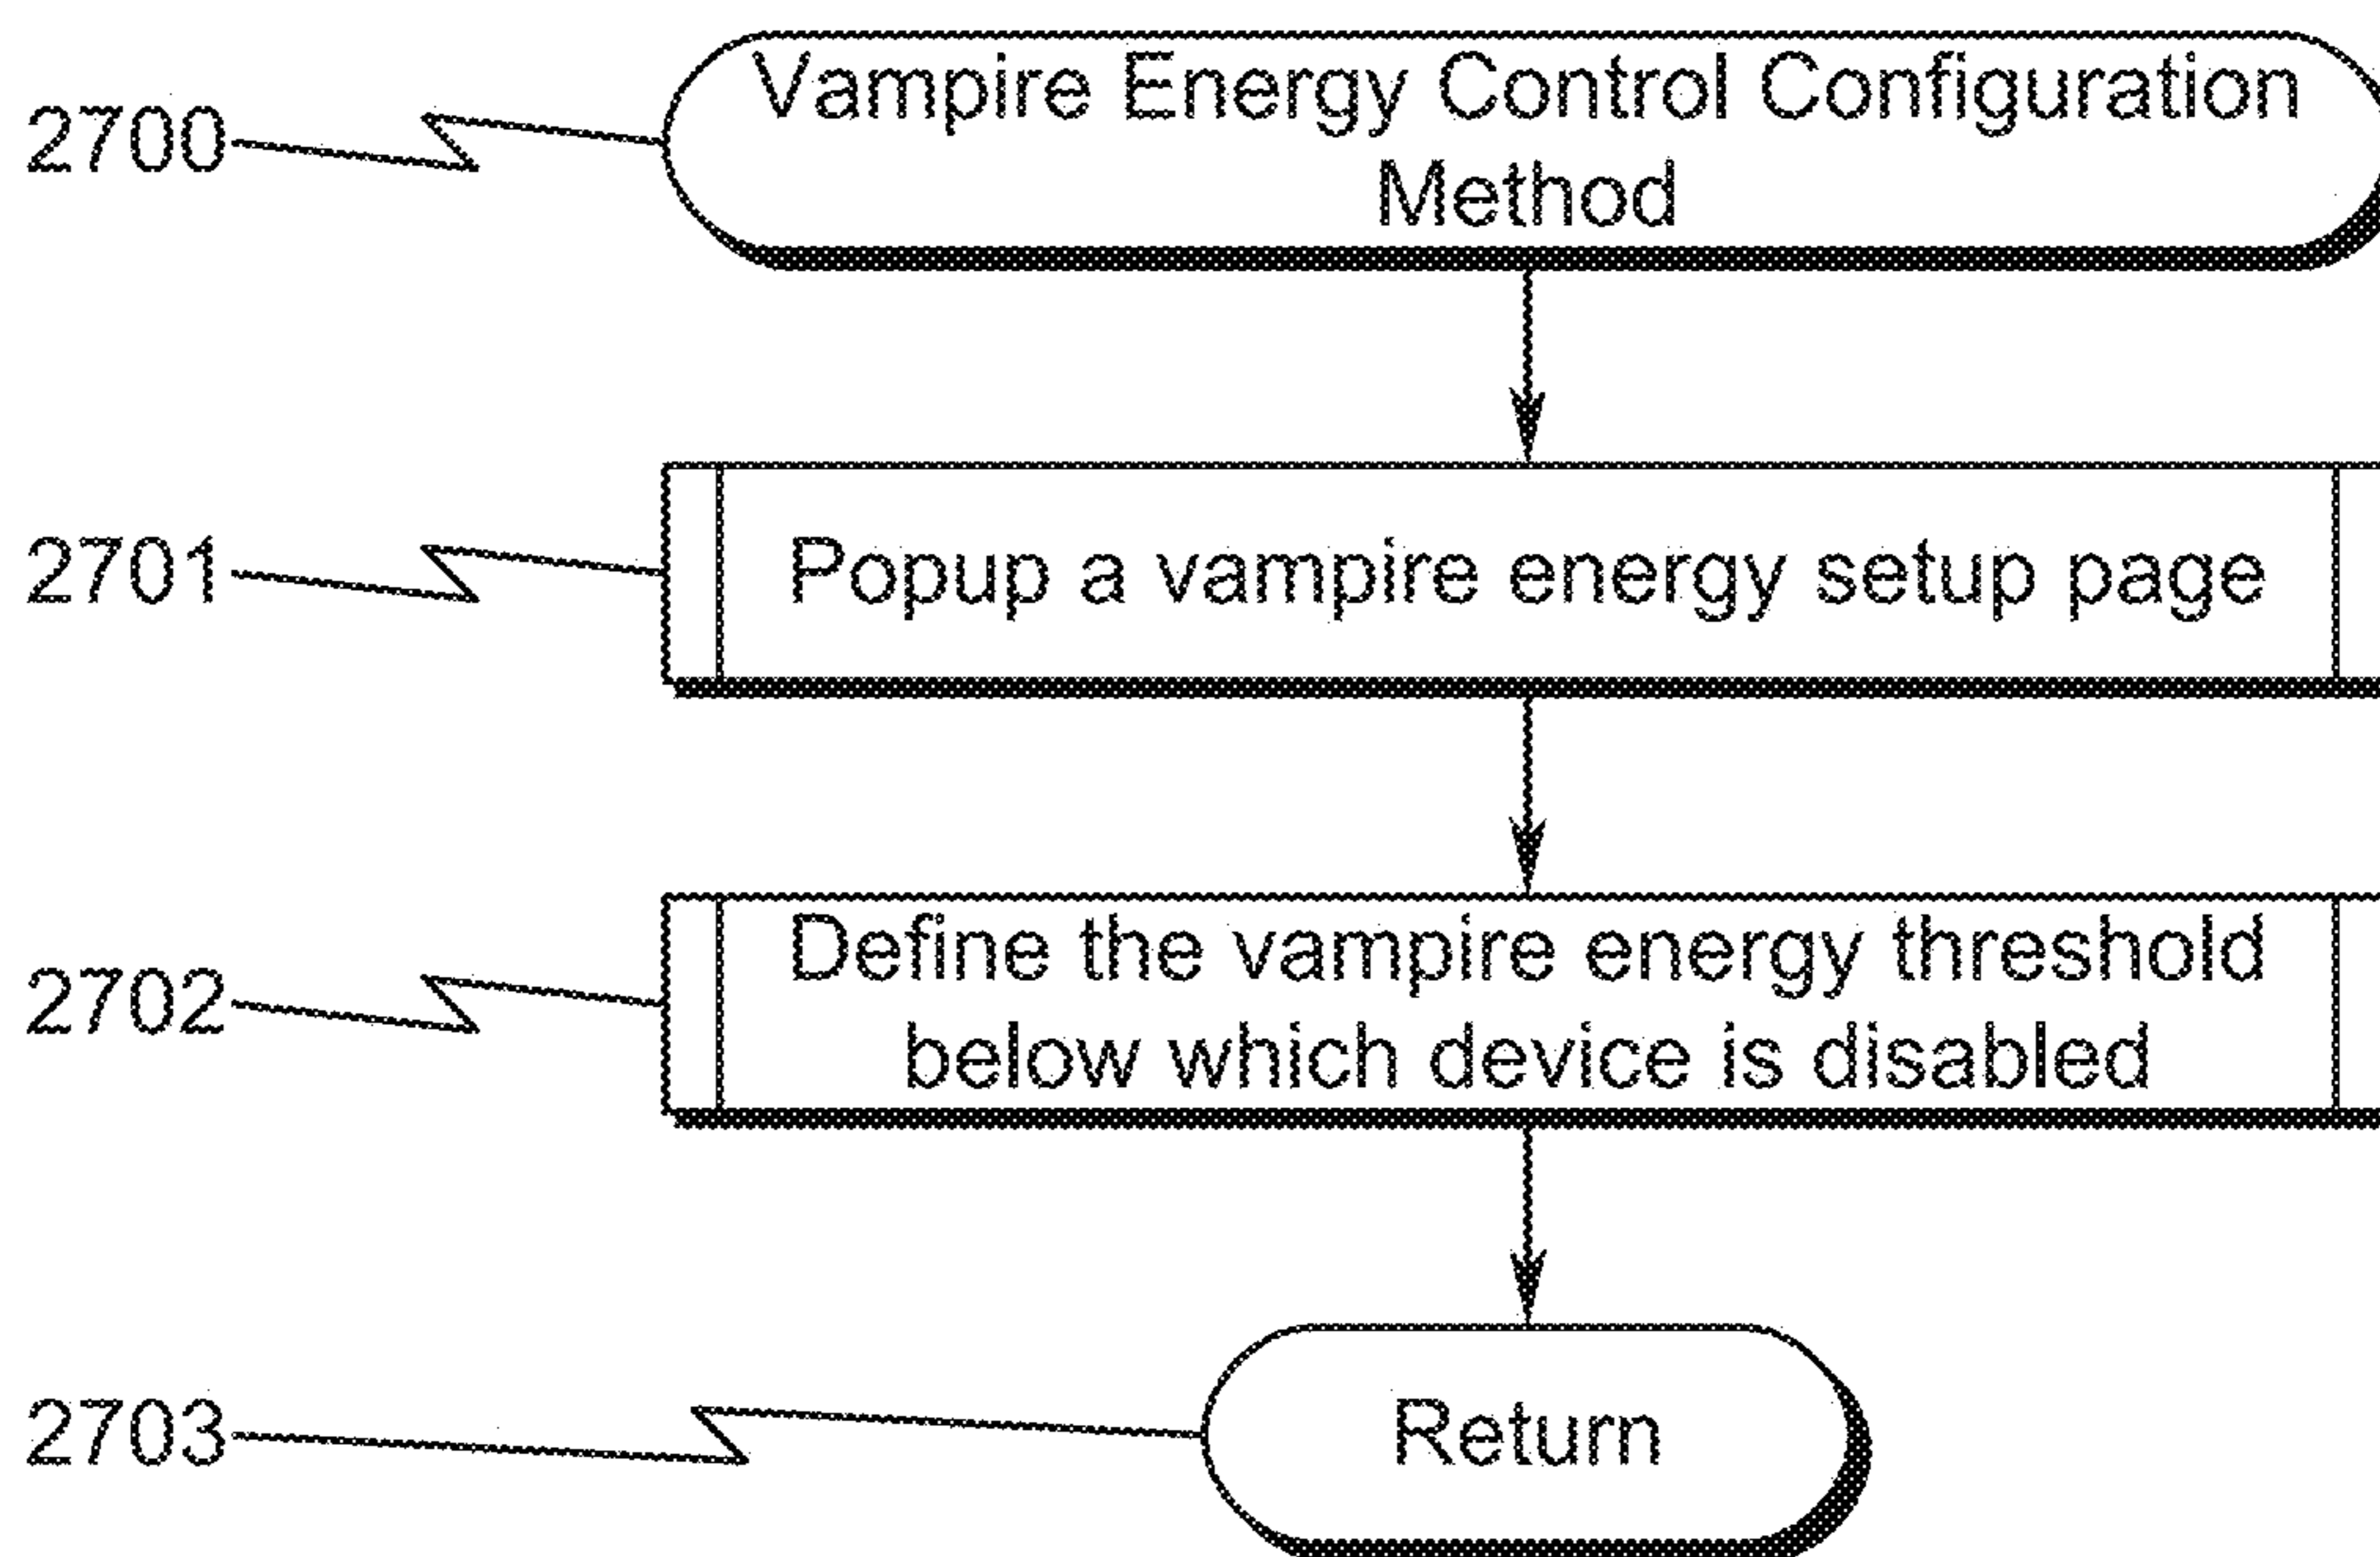 2700
Vampire Energy Control Configuration
Method
2701
Popup a vampire energy setup page
2702
Define the vampire energy threshold
below which device is disabled
2703
Return